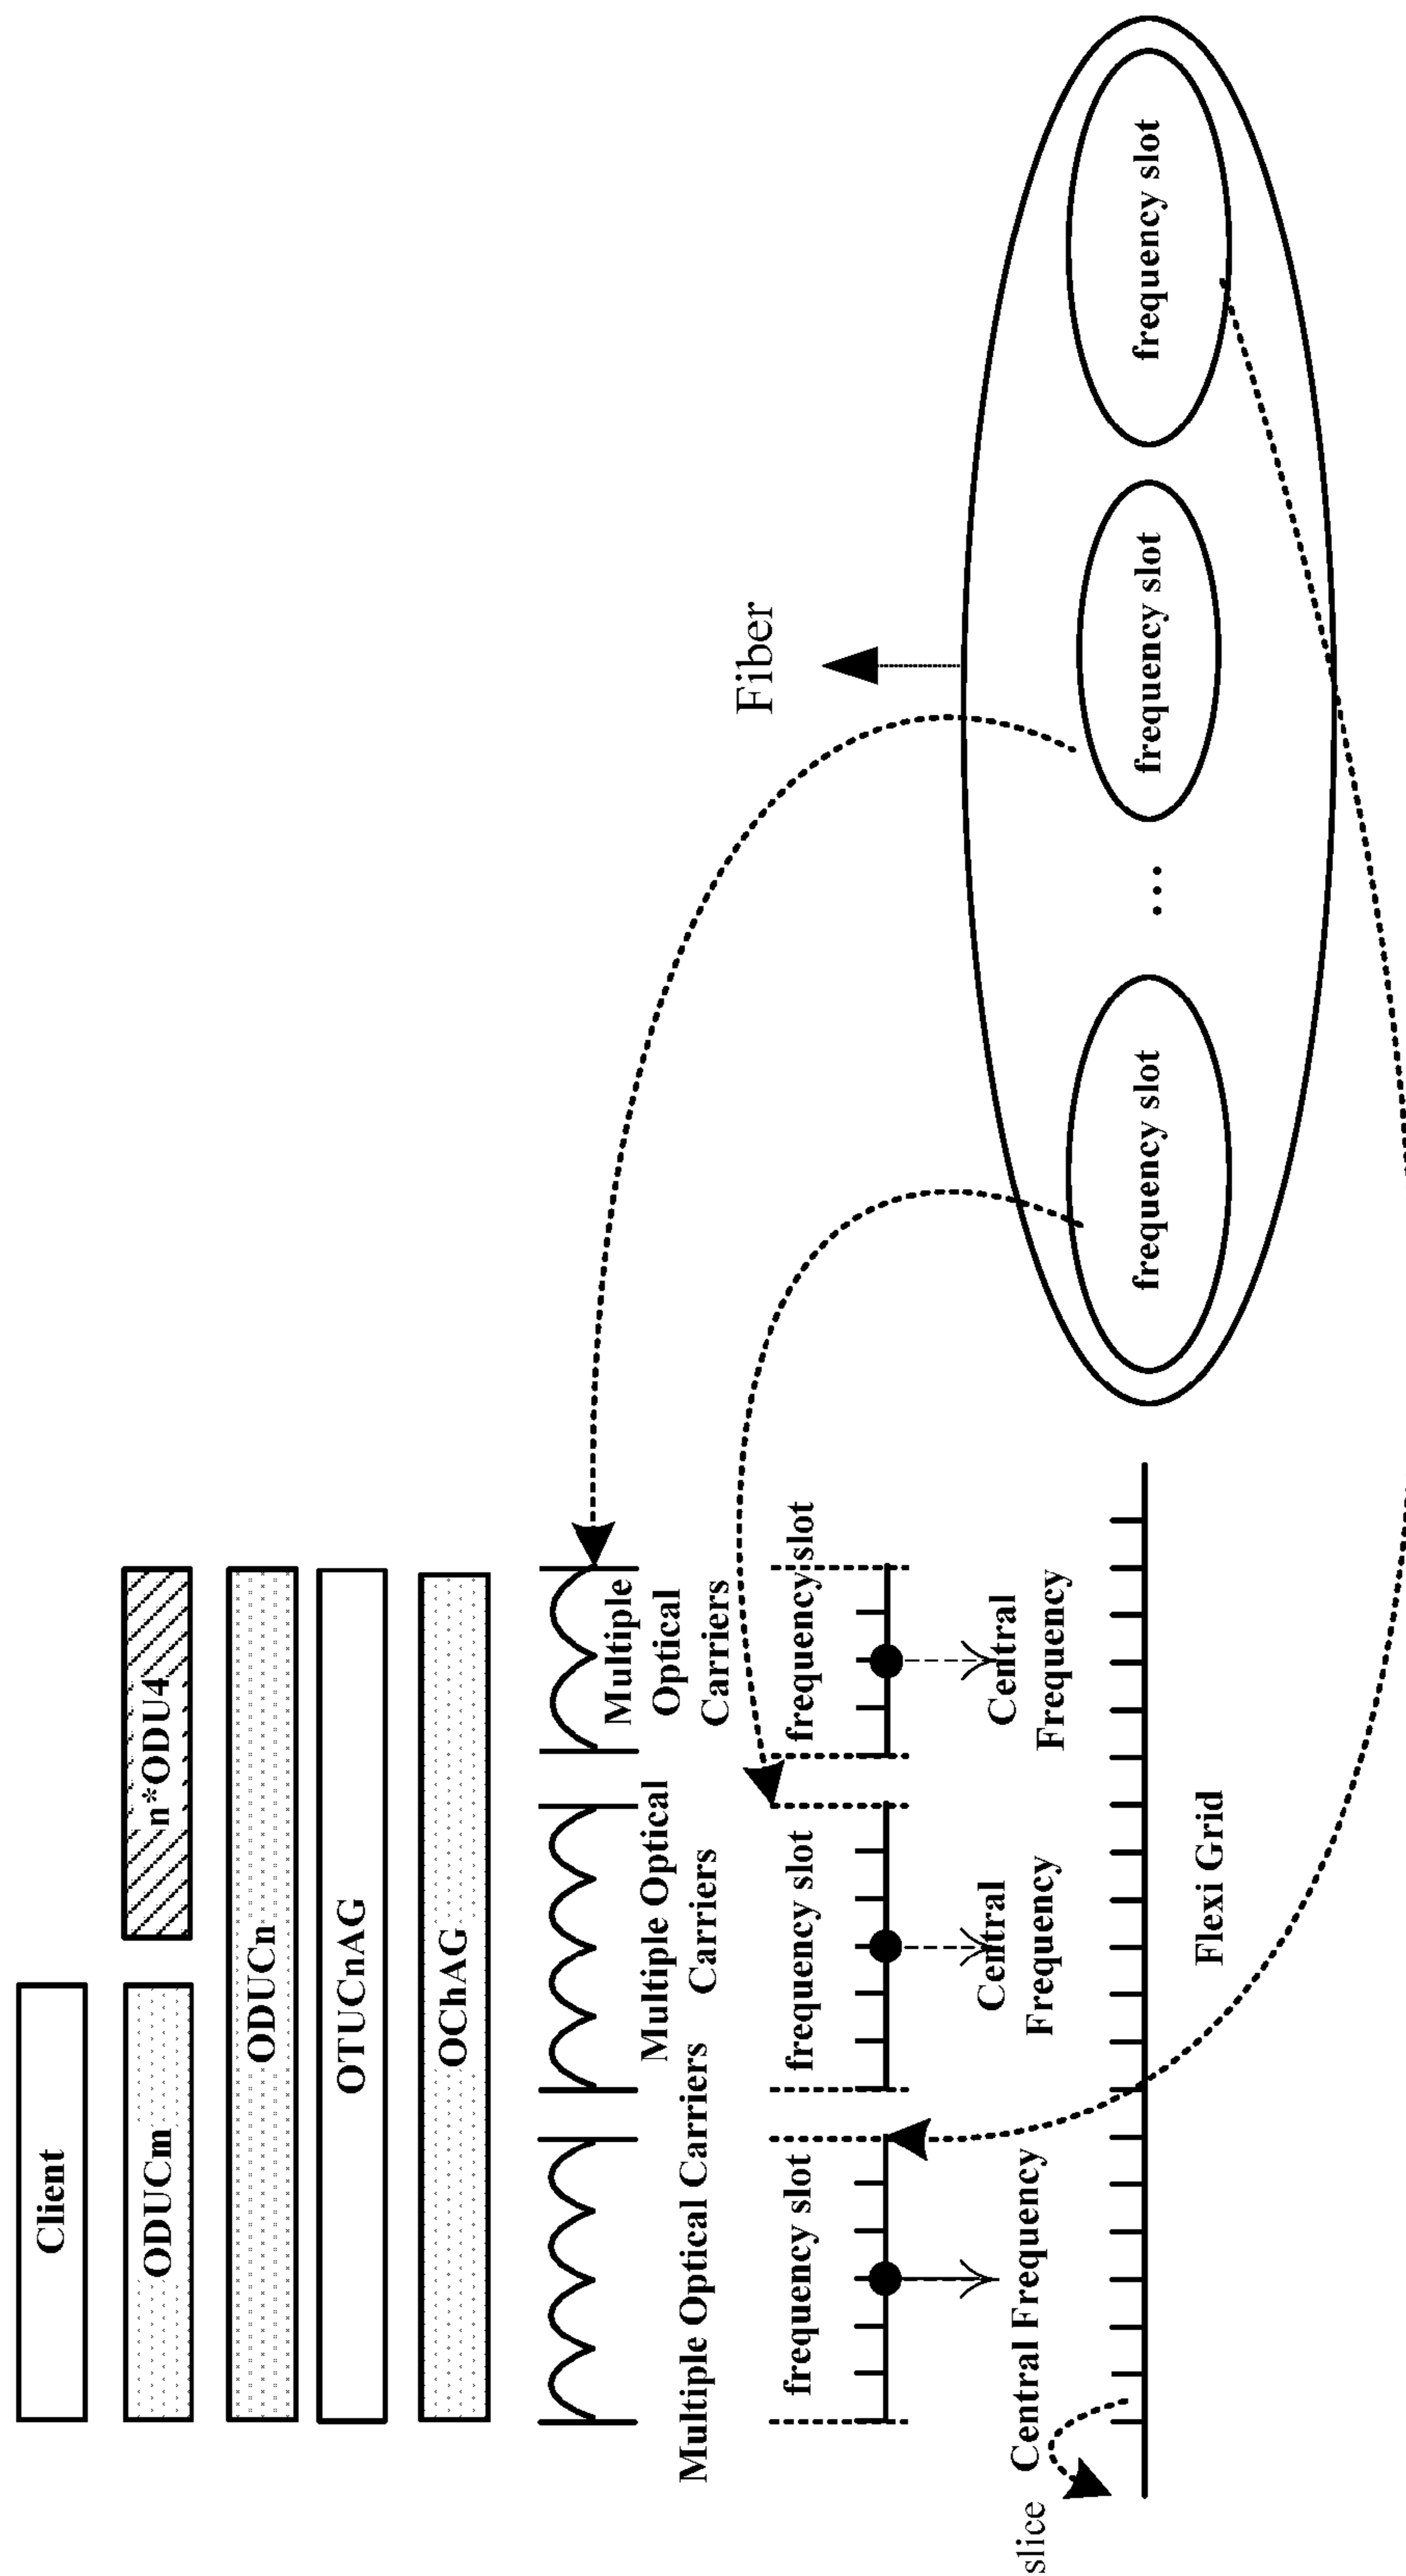 Client
ODUCm
n*ODU4
ODUCn
OTUCnAG
OChAG
Multiple Optical Carriers
Multiple Optical
Carriers
Multiple
Optical
Carriers
frequency slot
frequency slot
frequency slot
Central Frequency
Central
Frequency
Central
Frequency
slice
Flexi Grid
Fiber
frequency slot
...
frequency slot
frequency slot